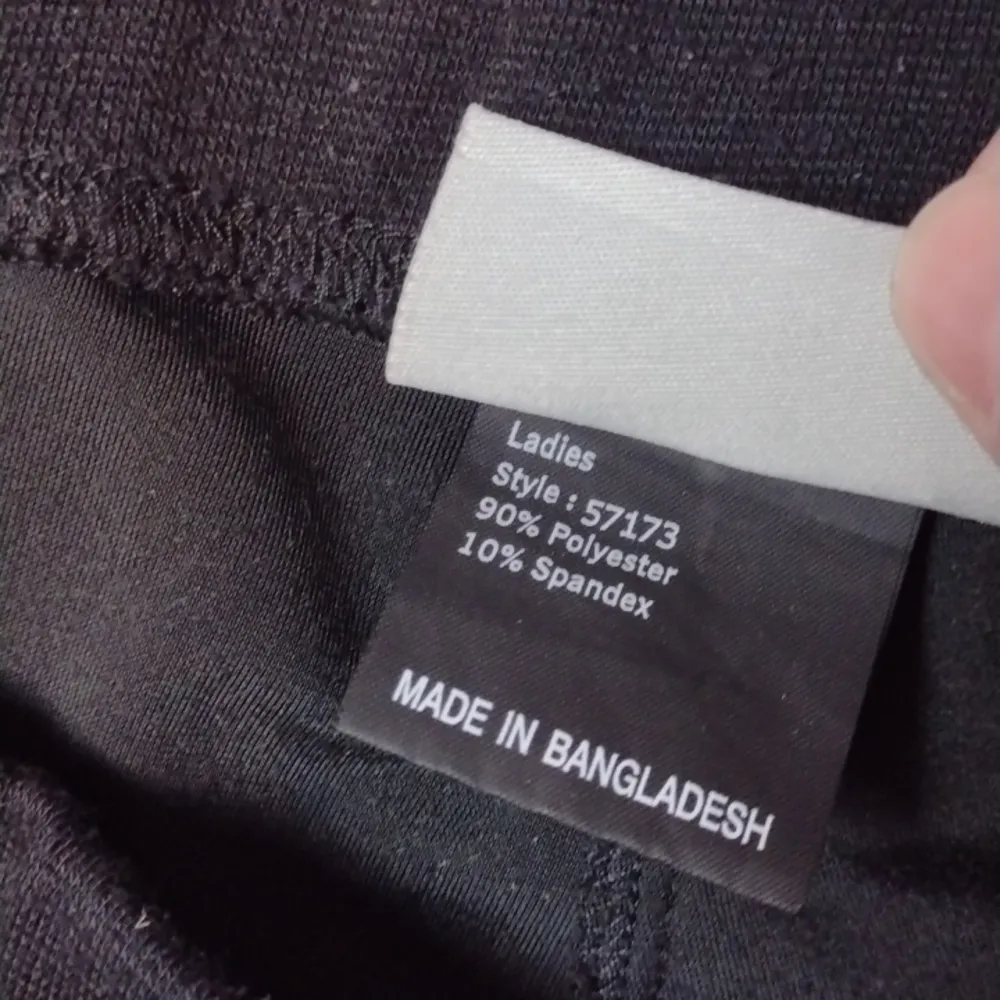 Ladies
Style : 57173
90% Polyester
10% Spandex
MADE IN BANGLADESH